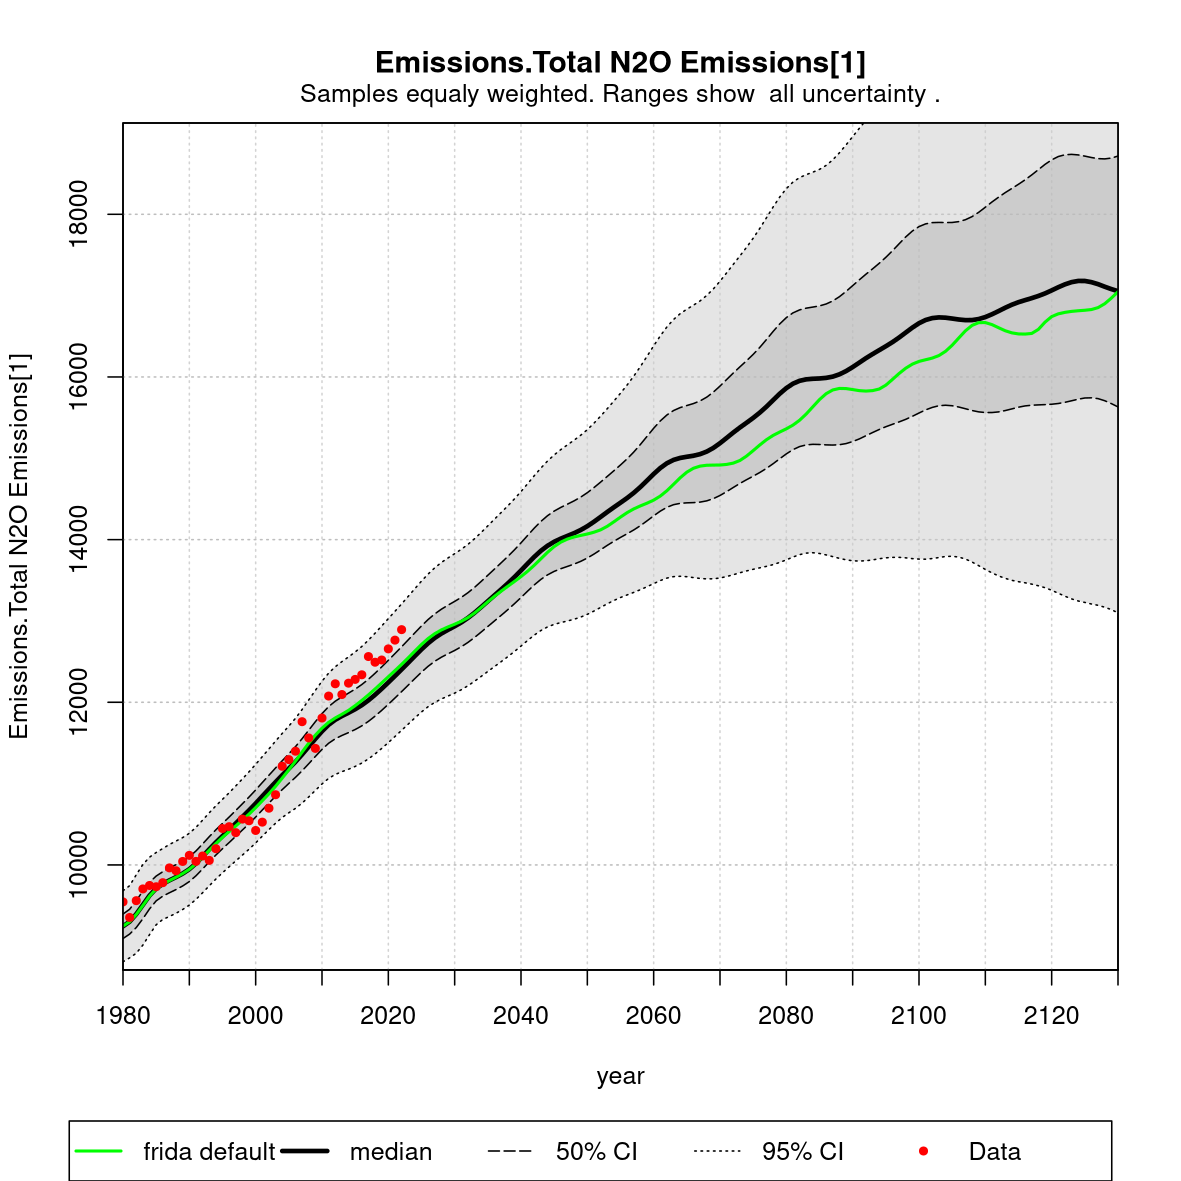 Emissions.Total N2O Emissions[1]
Samples equaly weighted. Ranges show  all uncertainty .
Emissions.Total N2O Emissions[1]
18000
16000
14000
12000
10000
1980 2000 2020 2040 2060 2080 2100 2120
year
frida default median 50% CI 95% CI Data